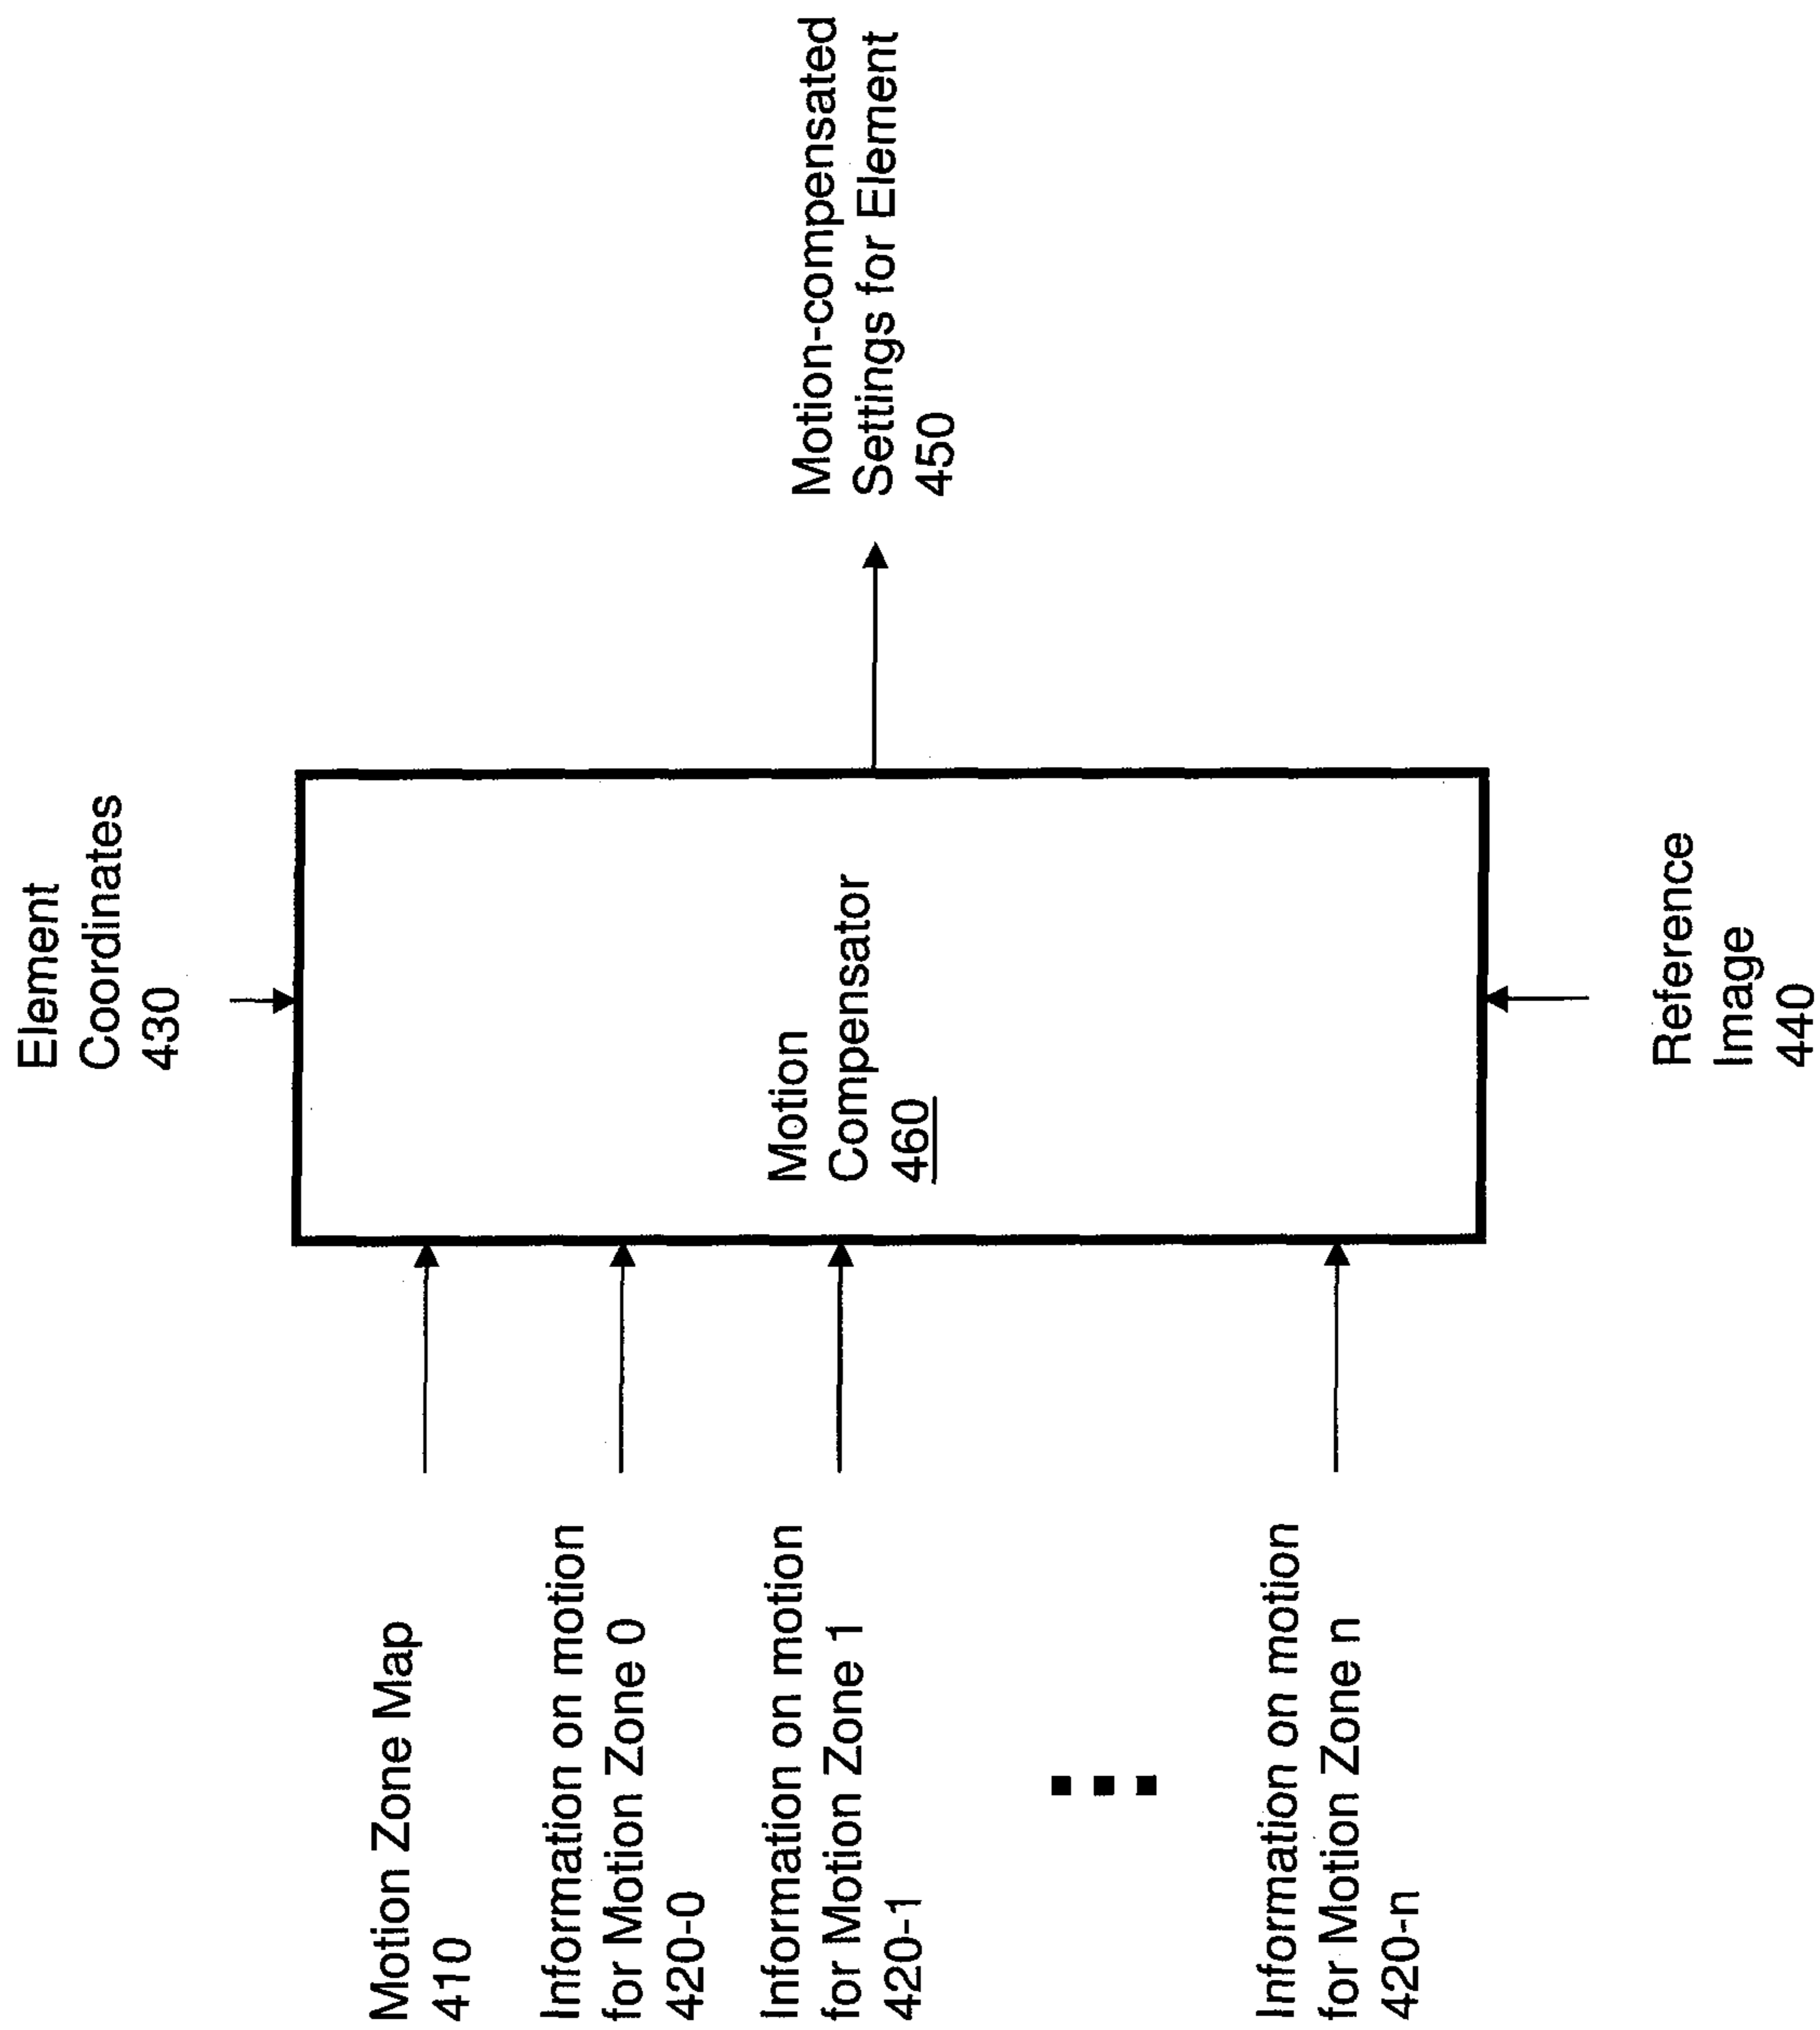 Element
Coordinates
430
Motion Zone Map
410
Information on motion
for Motion Zone 0
420-0
Information on motion
for Motion Zone 1
420-1
Information on motion
for Motion Zone n
420-n
Motion
Compensator
460
Motion-compensated
Settings for Element
450
Reference
Image
440